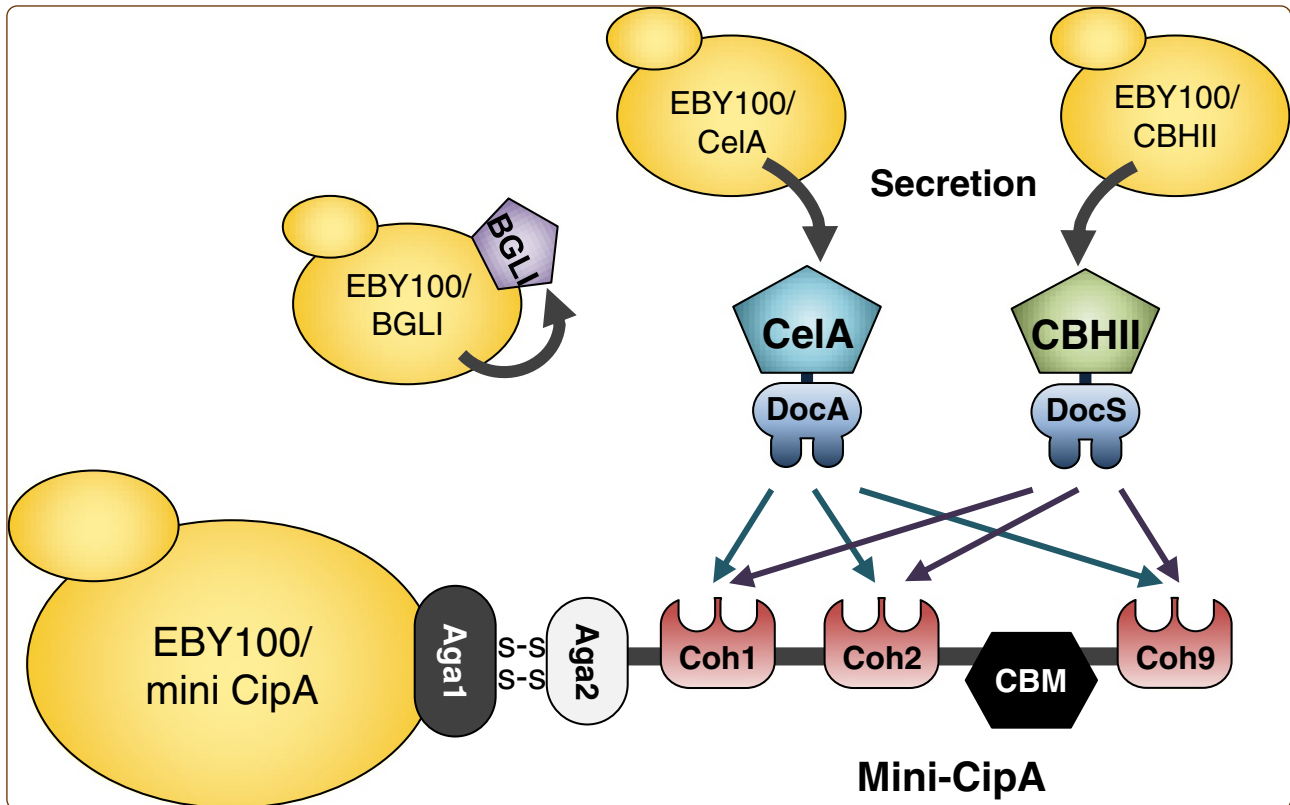 EBY100/
CelA
EBY100/
CBHII
Secretion
BGLI
EBY100/
BGLI
CelA
CBHII
DocA
DocS
EBY100/
mini CipA
Aga1
S-S
S-S
Aga2
Coh1
Coh2
CBM
Coh9
Mini-CipA